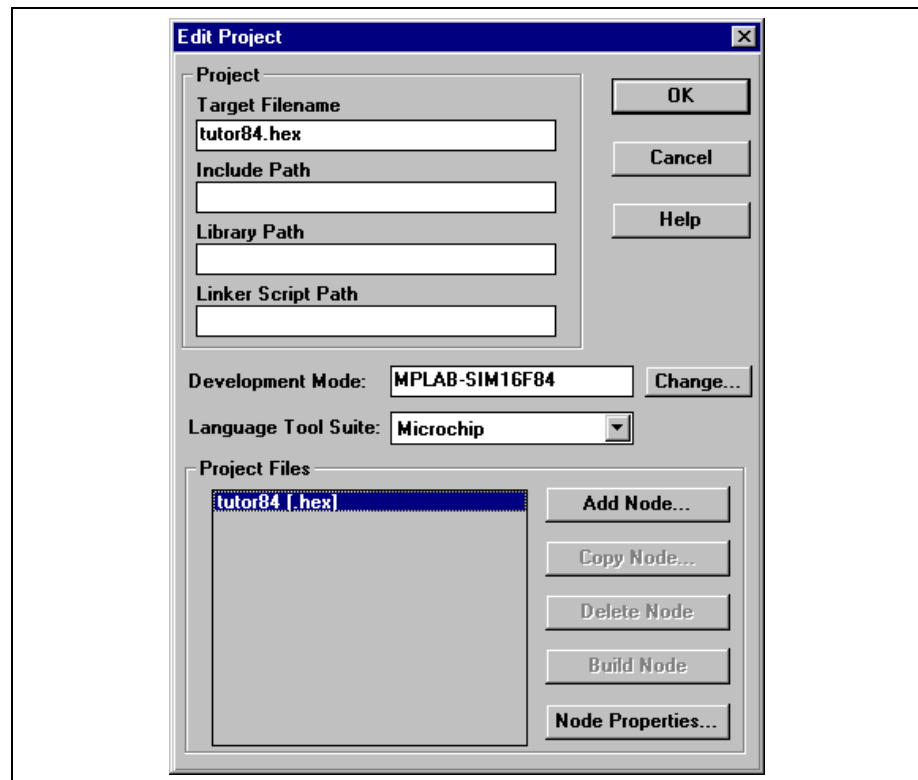 Edit Project
Project
Target Filename
tutor84.hex
Include Path
Library Path
Linker Script Path
OK
Cancel
Help
Development Mode: MPLAB-SIM16F84 Change...
Language Tool Suite: Microchip
Project Files
tutor84 [.hex]
Add Node...
Copy Node...
Delete Node
Build Node
Node Properties...